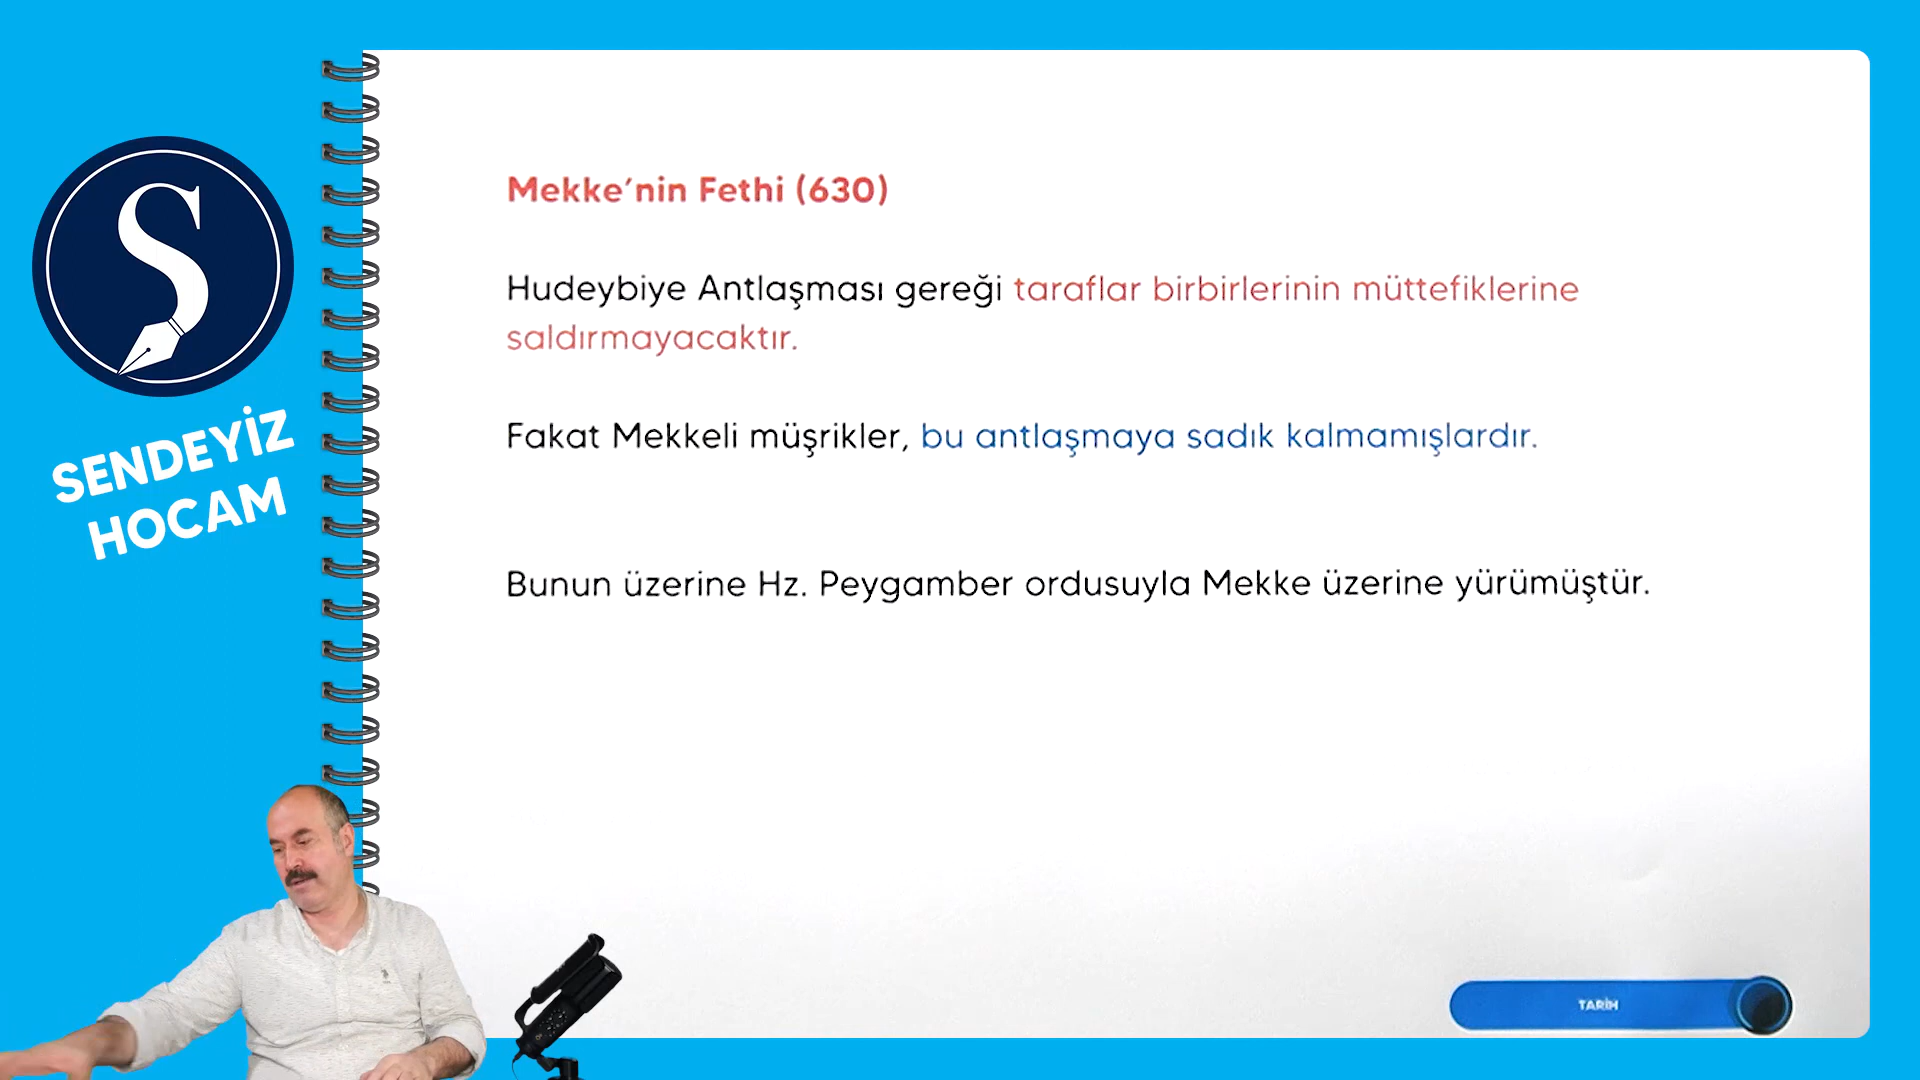 S
SENDEYİZ
HOCAM
Mekke’nin Fethi (630)
Hudeybiye Antlaşması gereği taraflar birbirlerinin müttefiklerine
saldırmayacaktır.
Fakat Mekkeli müşrikler, bu antlaşmaya sadık kalmamışlardır.
Bunun üzerine Hz. Peygamber ordusuyla Mekke üzerine yürümüştür.
TARİH